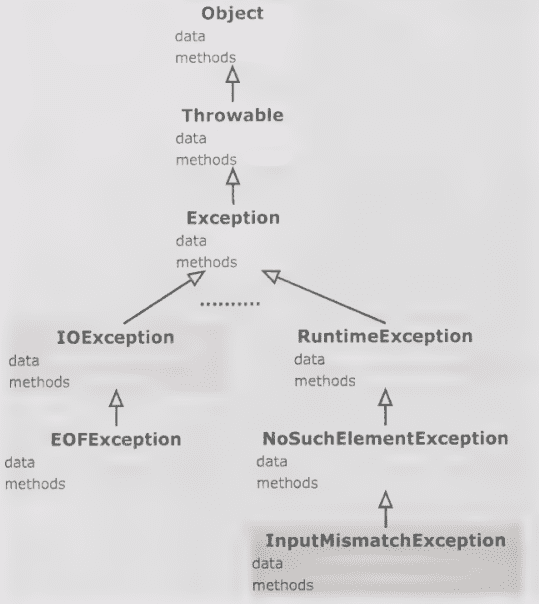 Object
data
methods
Throwable
data
methods
Exception
data
methods
..........
IOException
data
methods
RuntimeException
data
methods
EOFException
data
methods
NoSuchElementException
data
methods
InputMismatchException
data
methods